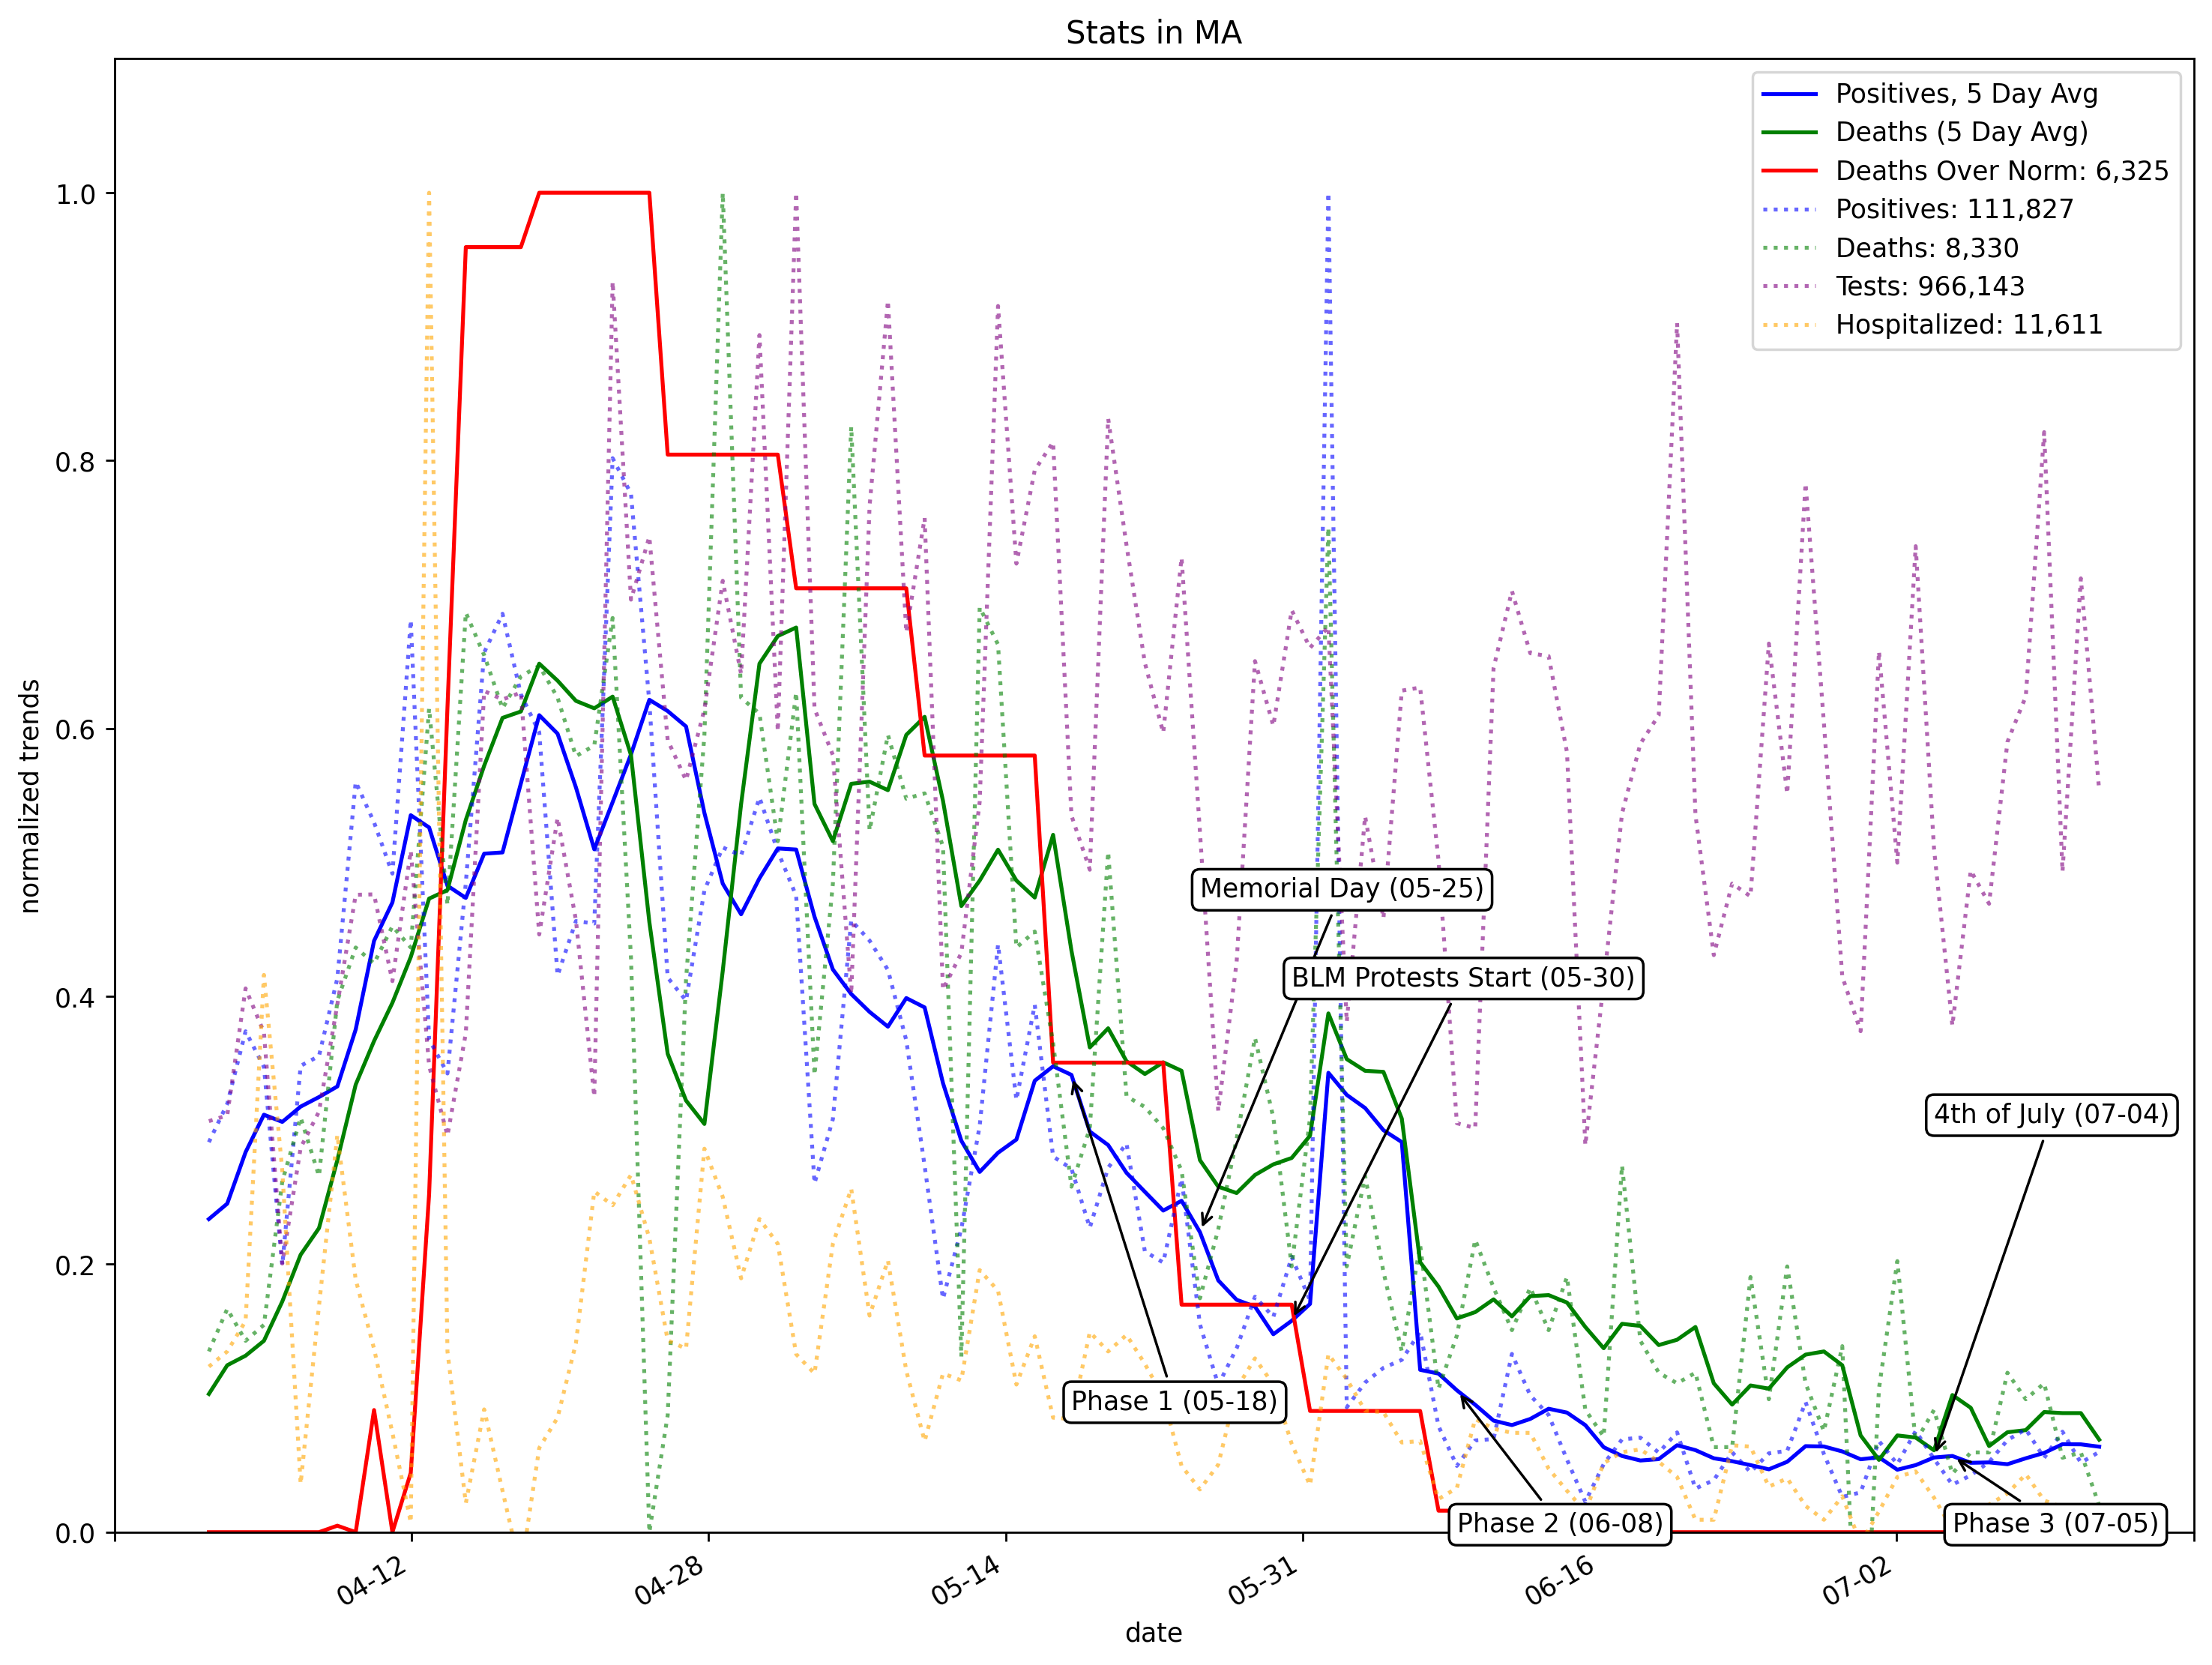 Stats in MA
Positives, 5 Day Avg
Deaths (5 Day Avg)
Deaths Over Norm: 6,325
Positives: 111,827
Deaths: 8,330
Tests: 966,143
Hospitalized: 11,611
normalized trends
1.0
0.8
0.6
0.4
0.2
0.0
Memorial Day (05-25)
BLM Protests Start (05-30)
4th of July (07-04)
Phase 1 (05-18)
Phase 2 (06-08)
Phase 3 (07-05)
04-12
04-28
05-14
05-31
06-16
07-02
date